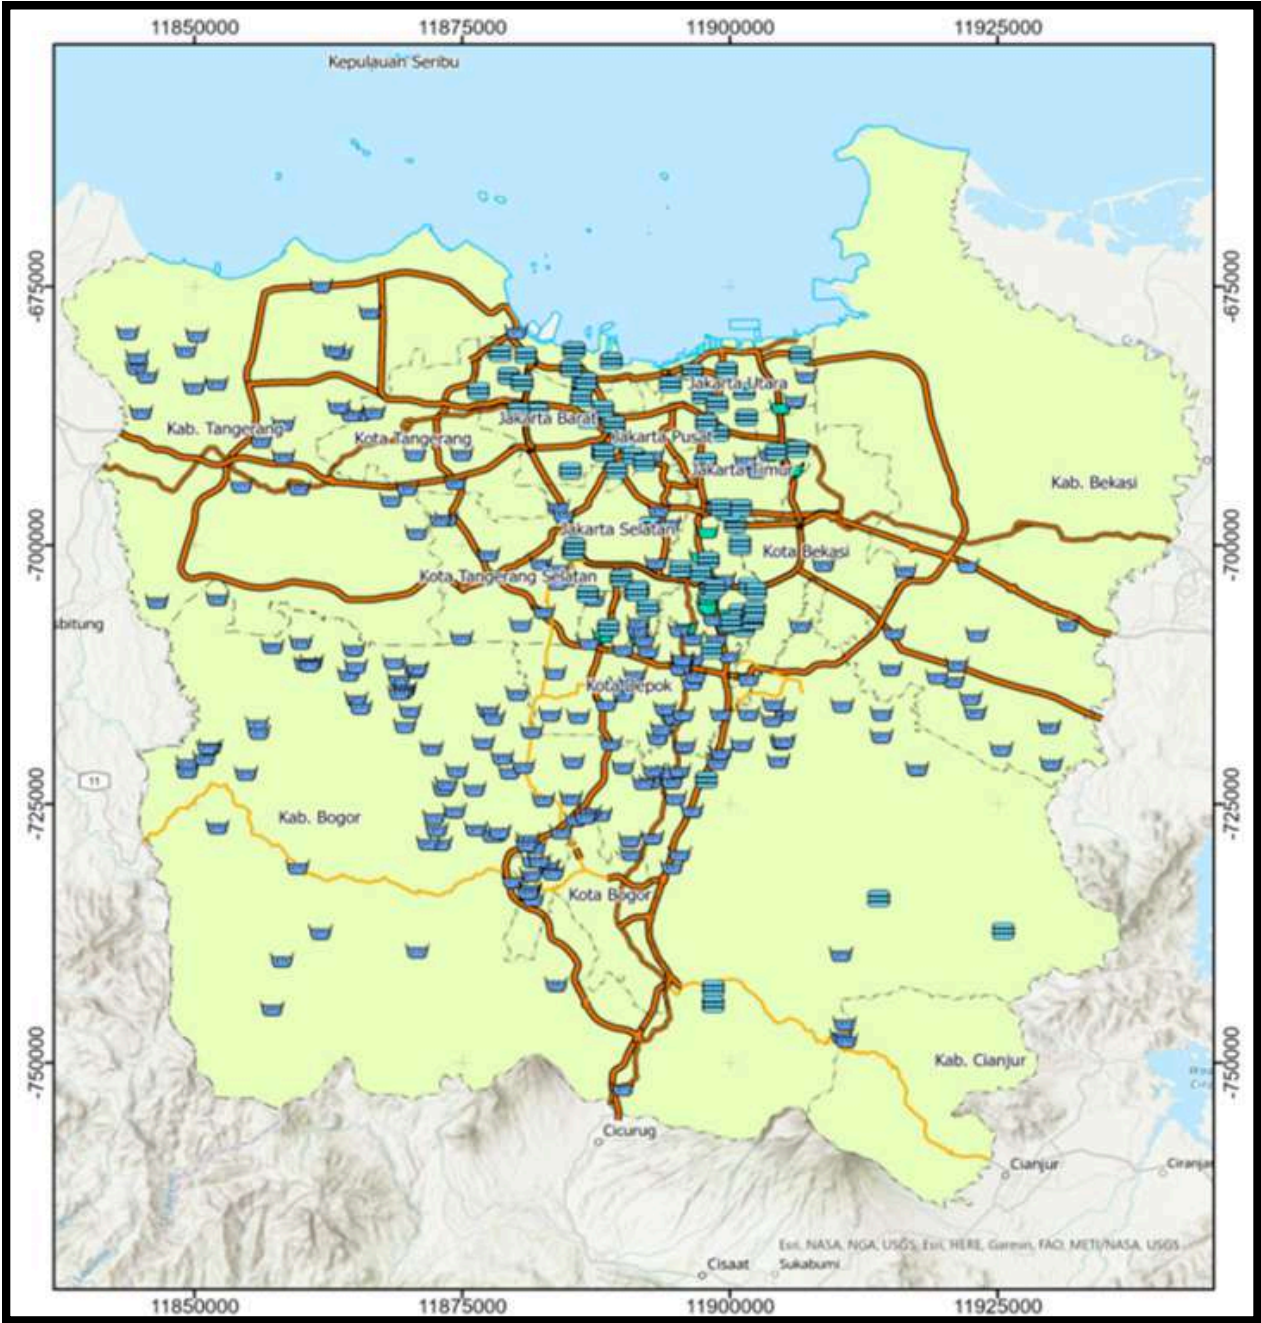 11850000 11875000 11900000 11925000
Kepulauan Seribu
-675000
-675000
Jakarta Utara
Jakarta Barat
Kab. Tangerang
Kota Tangerang
Jakarta Pusat
Jakarta Timur
Kab. Bekasi
Jakarta Selatan
-700000
-700000
Kota Bekasi
Kota Tangerang Selatan
bitung
Kota Depok
11
-725000
-725000
Kab. Bogor
Kota Bogor
-750000
-750000
Kab. Cianjur
Cicurug
Cianjur
Ciranjan
Esri, NASA, NGA, USGS, Esri, HERE, Garmin, FAO, METI/NASA, USGS
Cisaat
Sukabumi
11850000 11875000 11900000 11925000